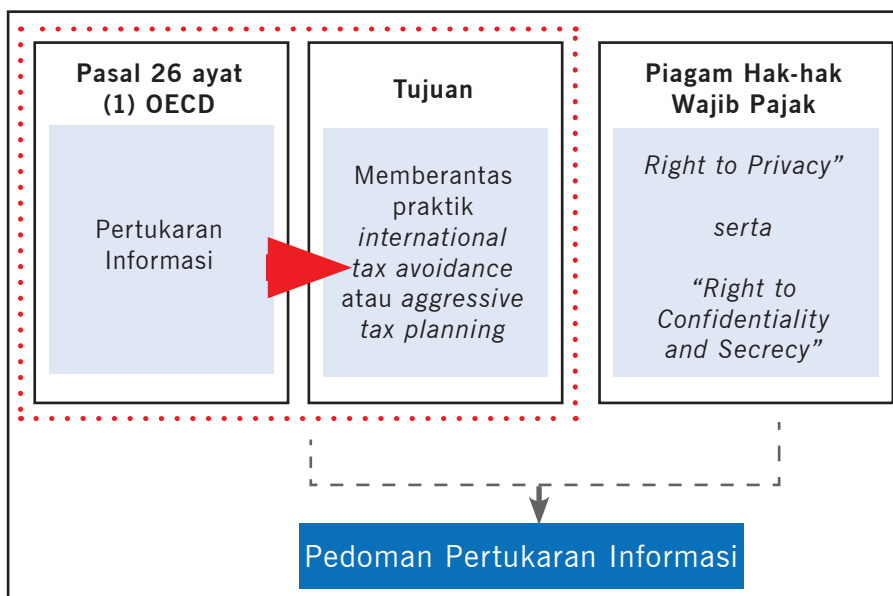 Pasal 26 ayat
(1) OECD
Pertukaran
Informasi
Tujuan
Memberantas
praktik
international
tax avoidance
atau aggressive
tax planning
Piagam Hak-hak
Wajib Pajak
Right to Privacy”
serta
“Right to
Confidentiality
and Secrecy”
Pedoman Pertukaran Informasi